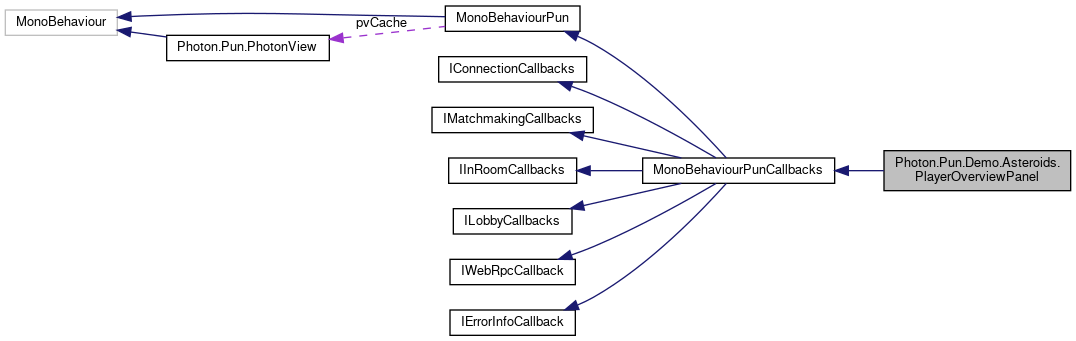 MonoBehaviour
MonoBehaviourPun
pvCache
Photon.Pun.PhotonView
IConnectionCallbacks
IMatchmakingCallbacks
IInRoomCallbacks
MonoBehaviourPunCallbacks
Photon.Pun.Demo.Asteroids.
PlayerOverviewPanel
ILobbyCallbacks
IWebRpcCallback
IErrorInfoCallback